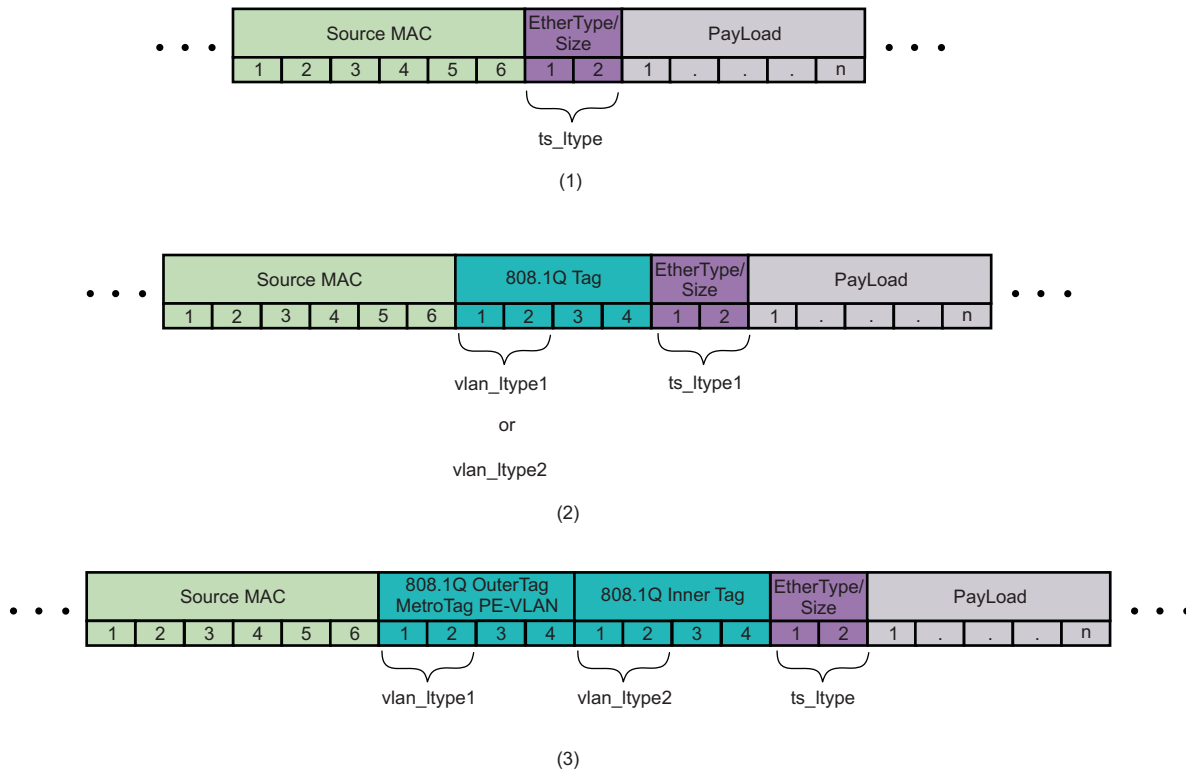 Source MAC EtherType/ Size PayLoad
1 2 3 4 5 6 1 2 1 . . . n
ts_ltype
(1)
Source MAC 808.1Q Tag EtherType/ Size PayLoad
1 2 3 4 5 6 1 2 3 4 1 2 1 . . . n
vlan_ltype1 ts_ltype1
or
vlan_ltype2
(2)
Source MAC 808.1Q OuterTag MetroTag PE-VLAN 808.1Q Inner Tag EtherType/ Size PayLoad
1 2 3 4 5 6 1 2 3 4 1 2 3 4 1 2 1 . . . n
vlan_ltype1 vlan_ltype2 ts_ltype
(3)